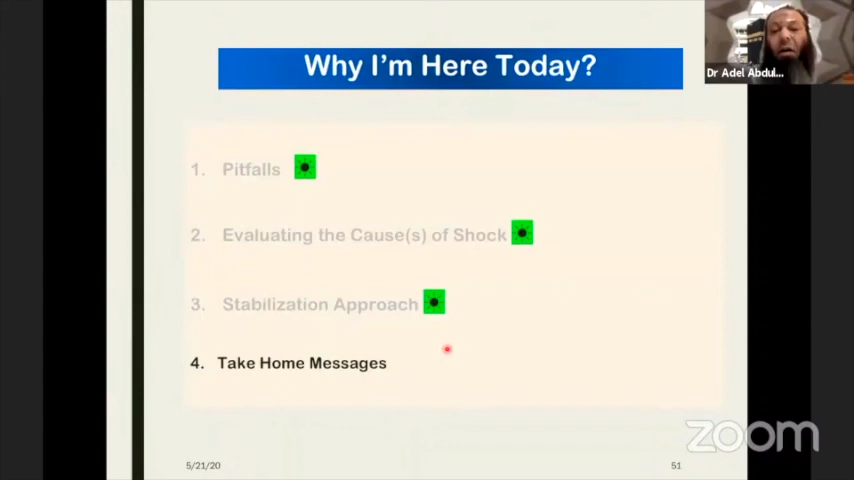 Why I'm Here Today?
Dr Adel Abdul...
1. Pitfalls
2. Evaluating the Cause(s) of Shock
3. Stabilization Approach
4. Take Home Messages
zoom
5/21/20
51